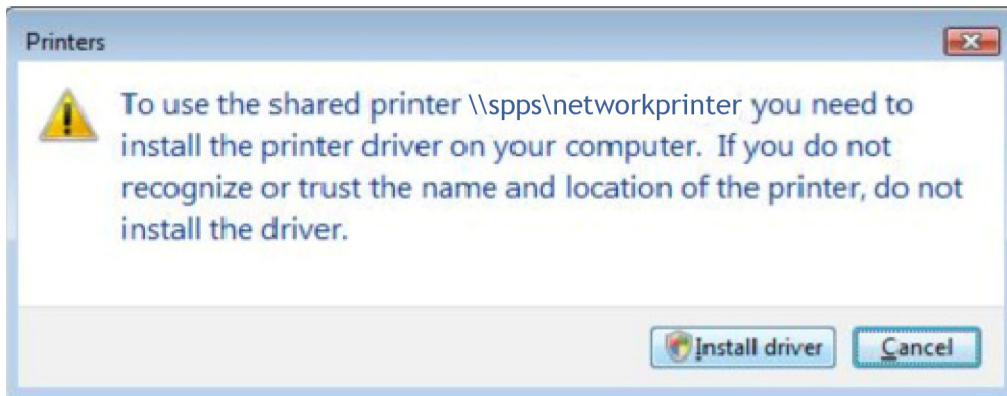 Printers
To use the shared printer \\spps\networkprinter you need to
install the printer driver on your computer. If you do not
recognize or trust the name and location of the printer, do not
install the driver.
Install driver
Cancel